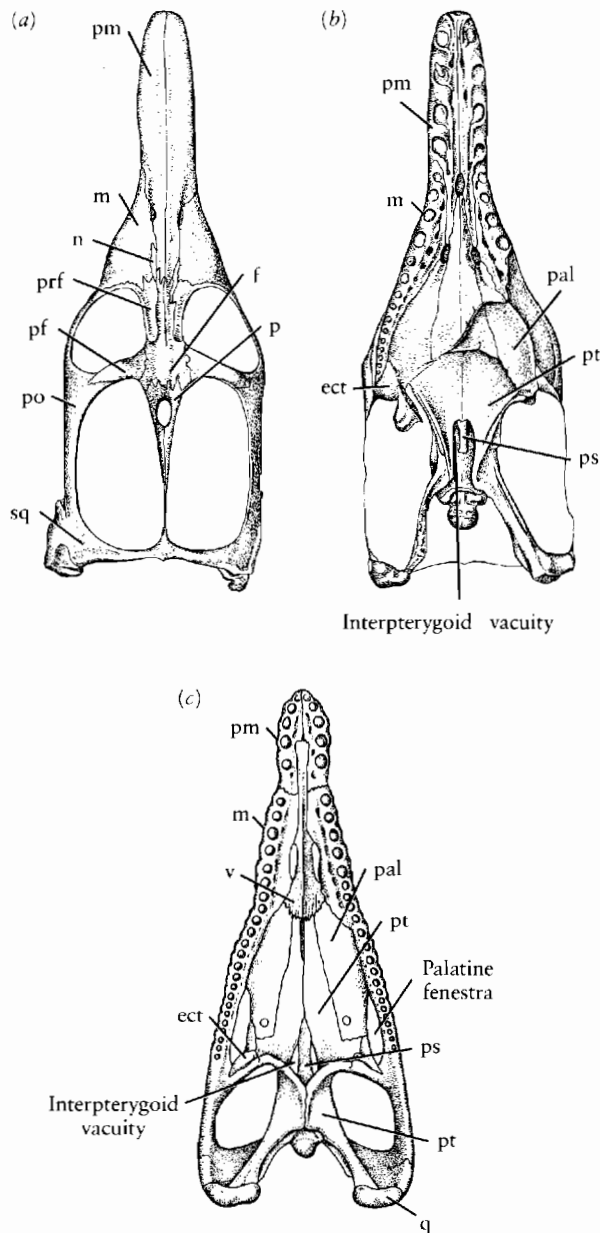 (a)
pm
m
n
prf
pf
po
sq
f
p
(b)
pm
m
ect
pal
pt
ps
Interpterygoid vacuity
(c)
pm
m
v
ect
Interpterygoid
vacuity
pal
pt
Palatine
fenestra
ps
pt
q